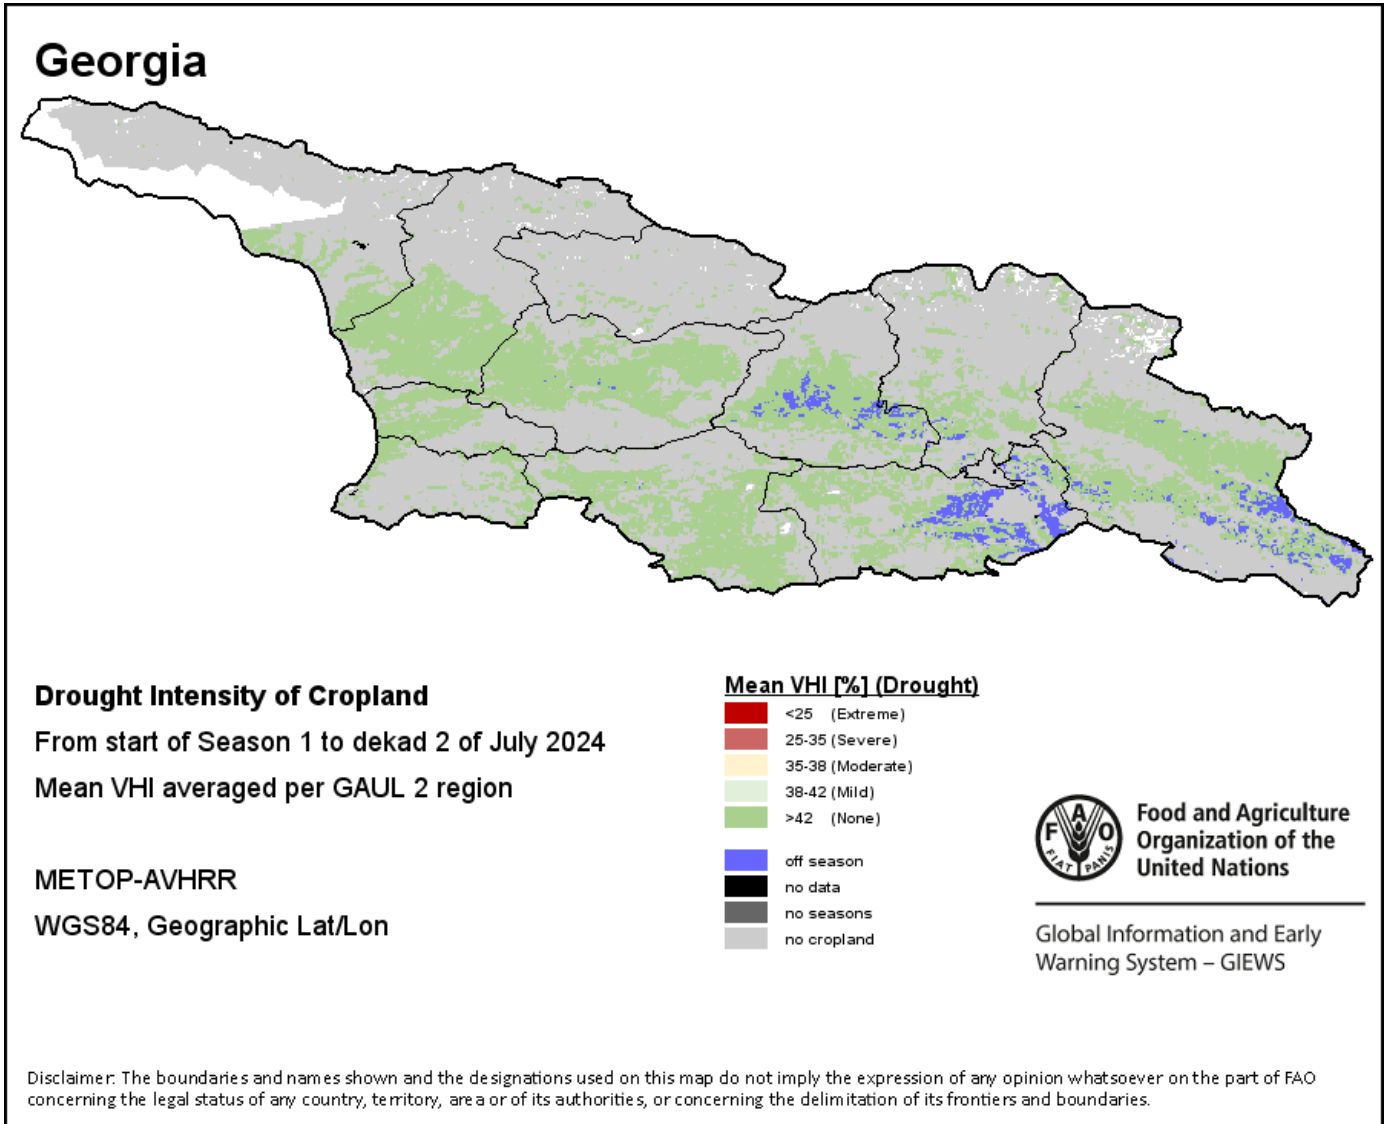 Georgia
Drought Intensity of Cropland
From start of Season 1 to dekad 2 of July 2024
Mean VHI averaged per GAUL 2 region
METOP-AVHRR
WGS84, Geographic Lat/Lon
Mean VHI [%] (Drought)
<25 (Extreme)
25-35 (Severe)
35-38 (Moderate)
38-42 (Mild)
>42 (None)
off season
no data
no seasons
no cropland
F A O
FIAT PANIS
Food and Agriculture
Organization of the
United Nations
Global Information and Early
Warning System – GIEWS
Disclaimer: The boundaries and names shown and the designations used on this map do not imply the expression of any opinion whatsoever on the part of FAO
concerning the legal status of any country, territory, area or of its authorities, or concerning the delimitation of its frontiers and boundaries.